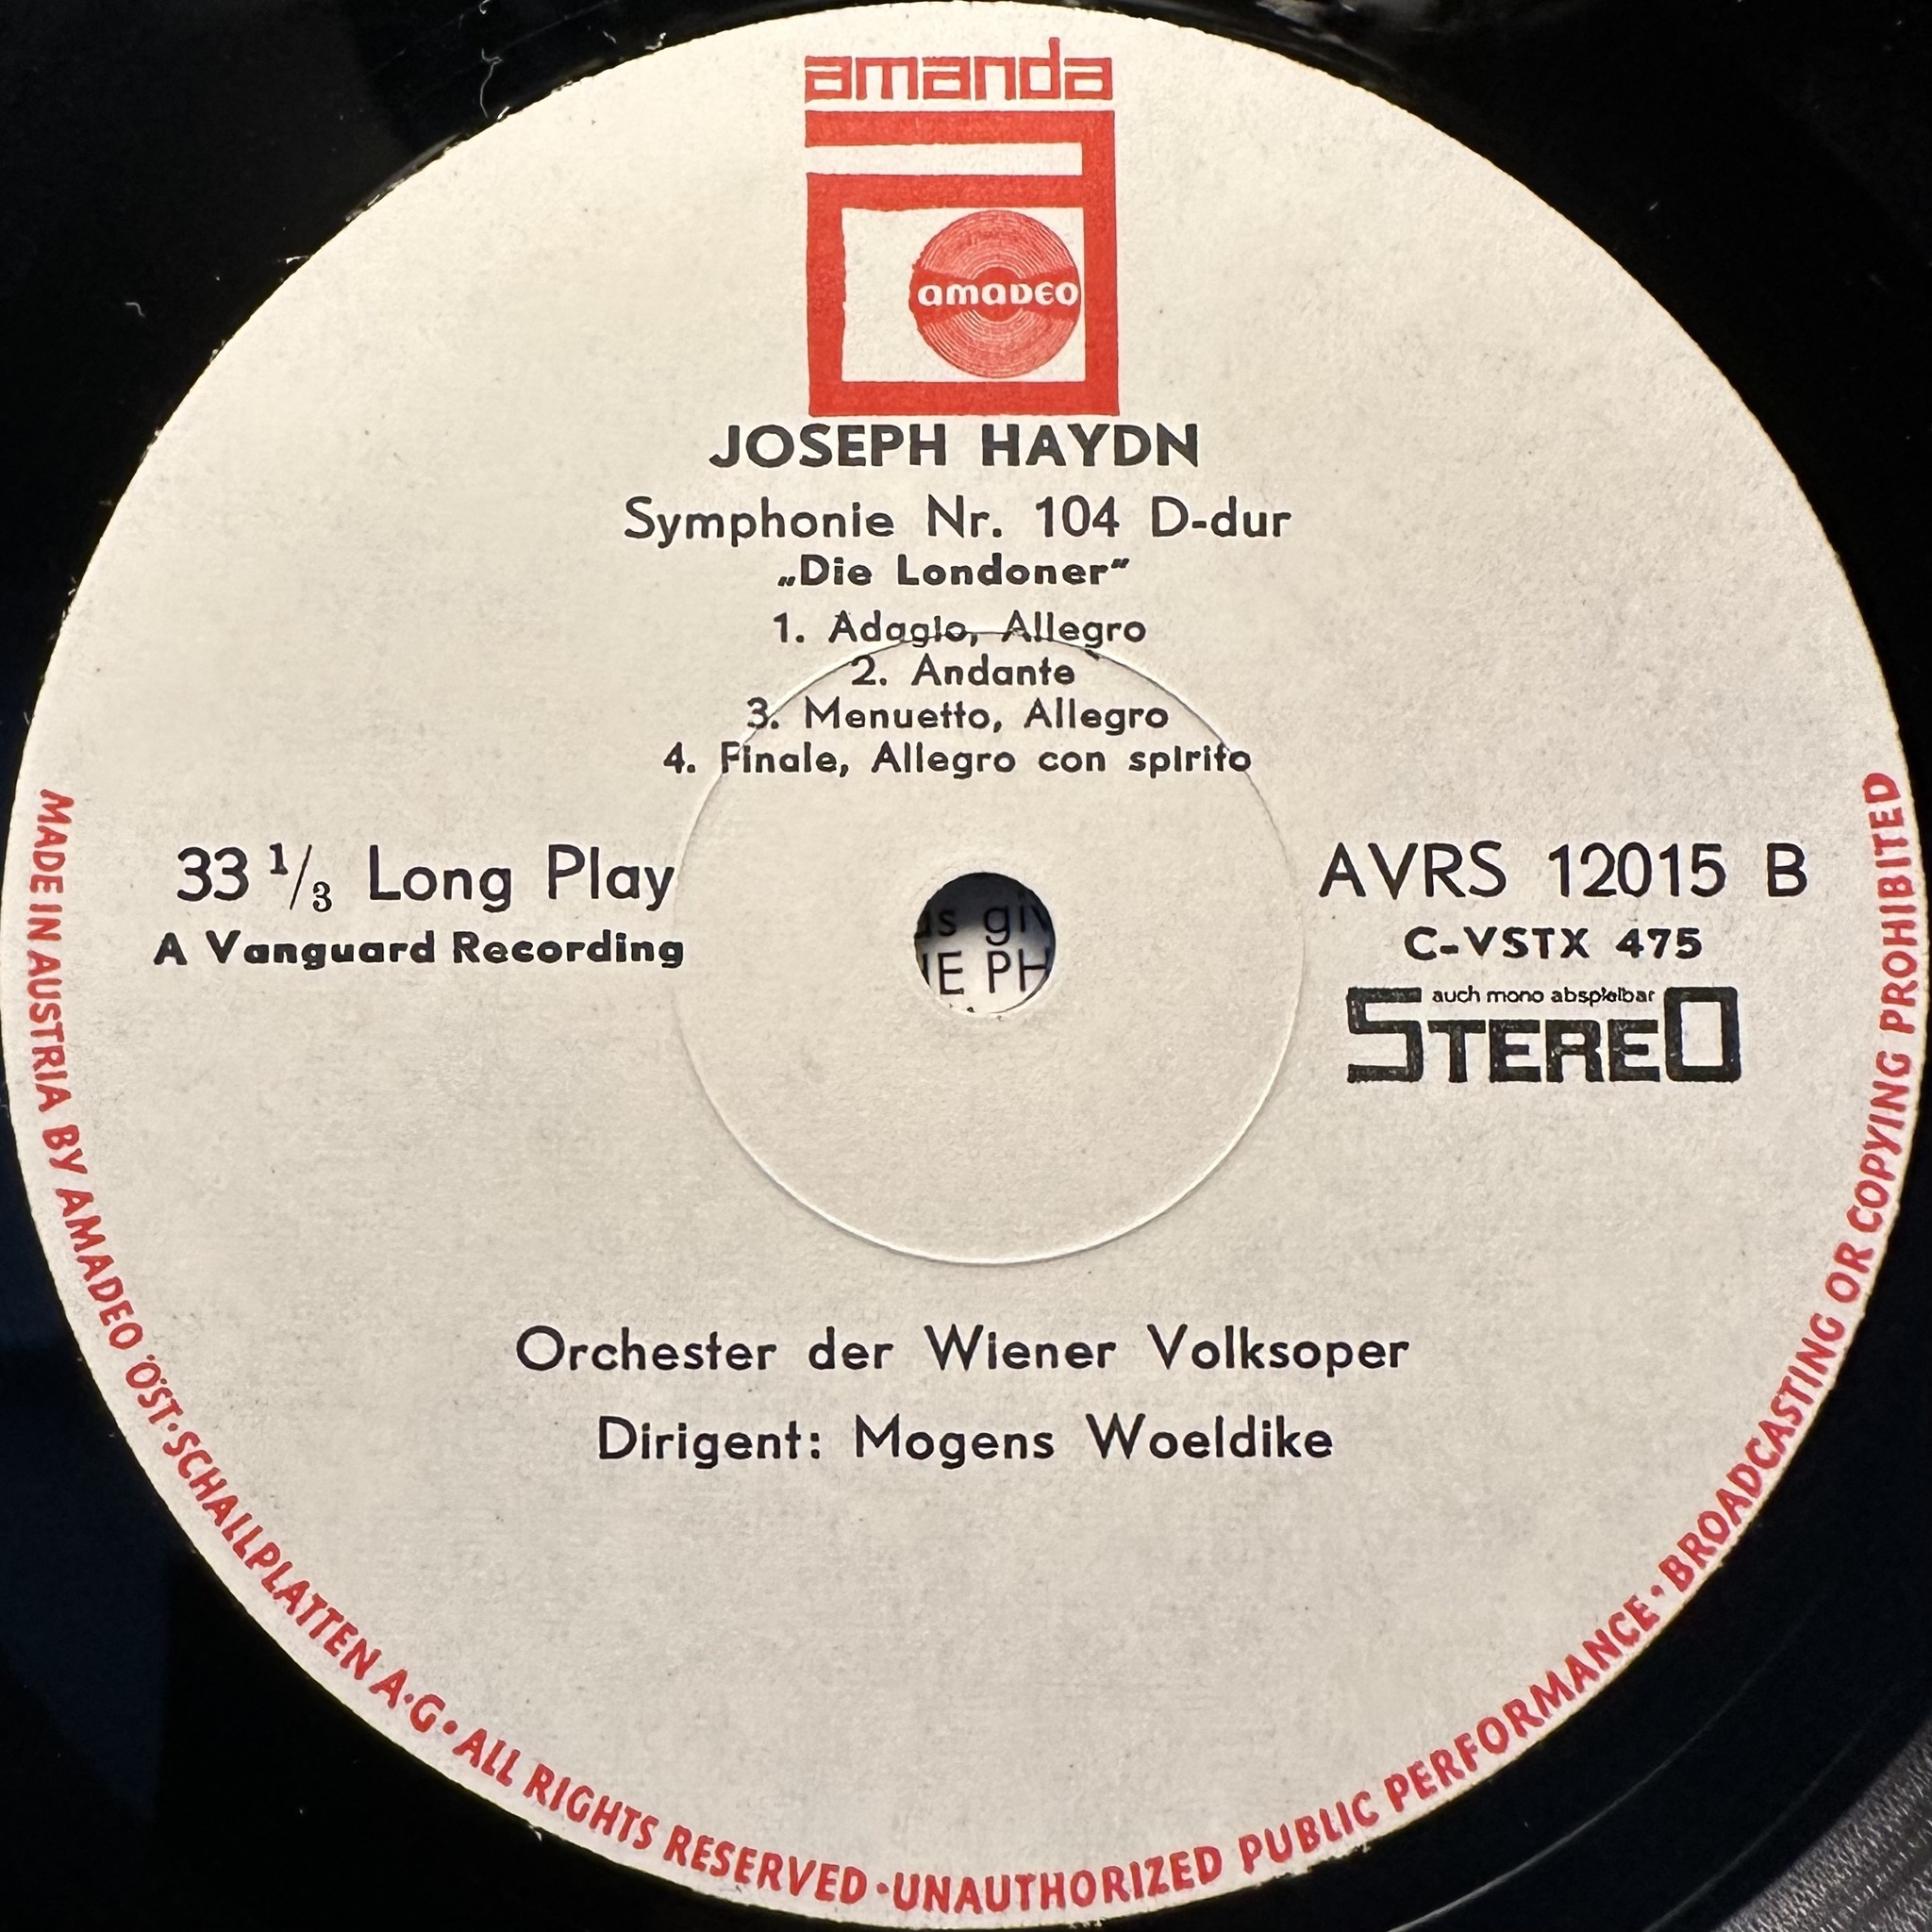 amanda
amadeo
JOSEPH HAYDN
Symphonie Nr. 104 D-dur
„Die Londoner“
1. Adagio, Allegro
2. Andante
3. Menuetto, Allegro
4. Finale, Allegro con spirito
33 1/3 Long Play
A Vanguard Recording
AVRS 12015 B
C-VSTX 475
auch mono abspielbar
STEREO
E PH
Orchester der Wiener Volksoper
Dirigent: Mogens Woeldike
MADE IN AUSTRIA BY AMADEO ÖST·SCHALLPLATTEN A·G·ALL RIGHTS RESERVED·UNAUTHORIZED PUBLIC PERFORMANCE·BROADCASTING OR COPYING PROHIBITED